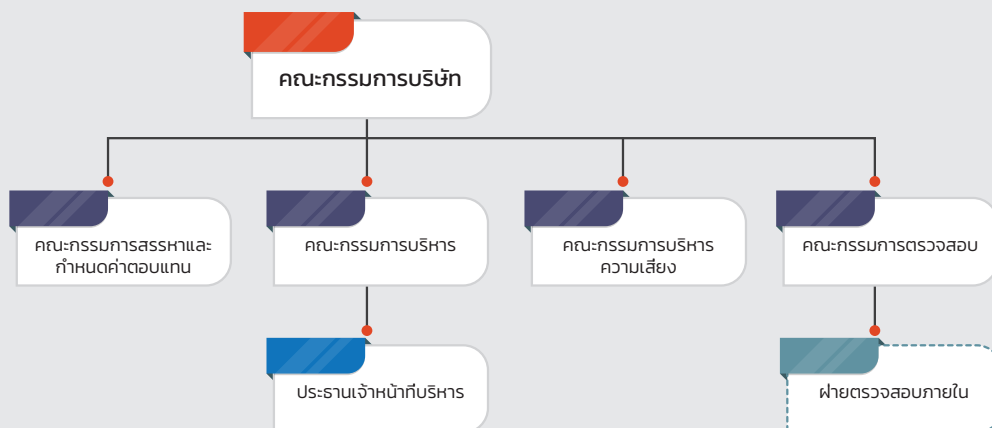 คณะกรรมการบริษัท
คณะกรรมการสรรหาและ
กำหนดค่าตอบแทน
คณะกรรมการบริหาร
คณะกรรมการบริหาร
ความเสี่ยง
คณะกรรมการตรวจสอบ
ประธานเจ้าหน้าที่บริหาร
ฝ่ายตรวจสอบภายใน